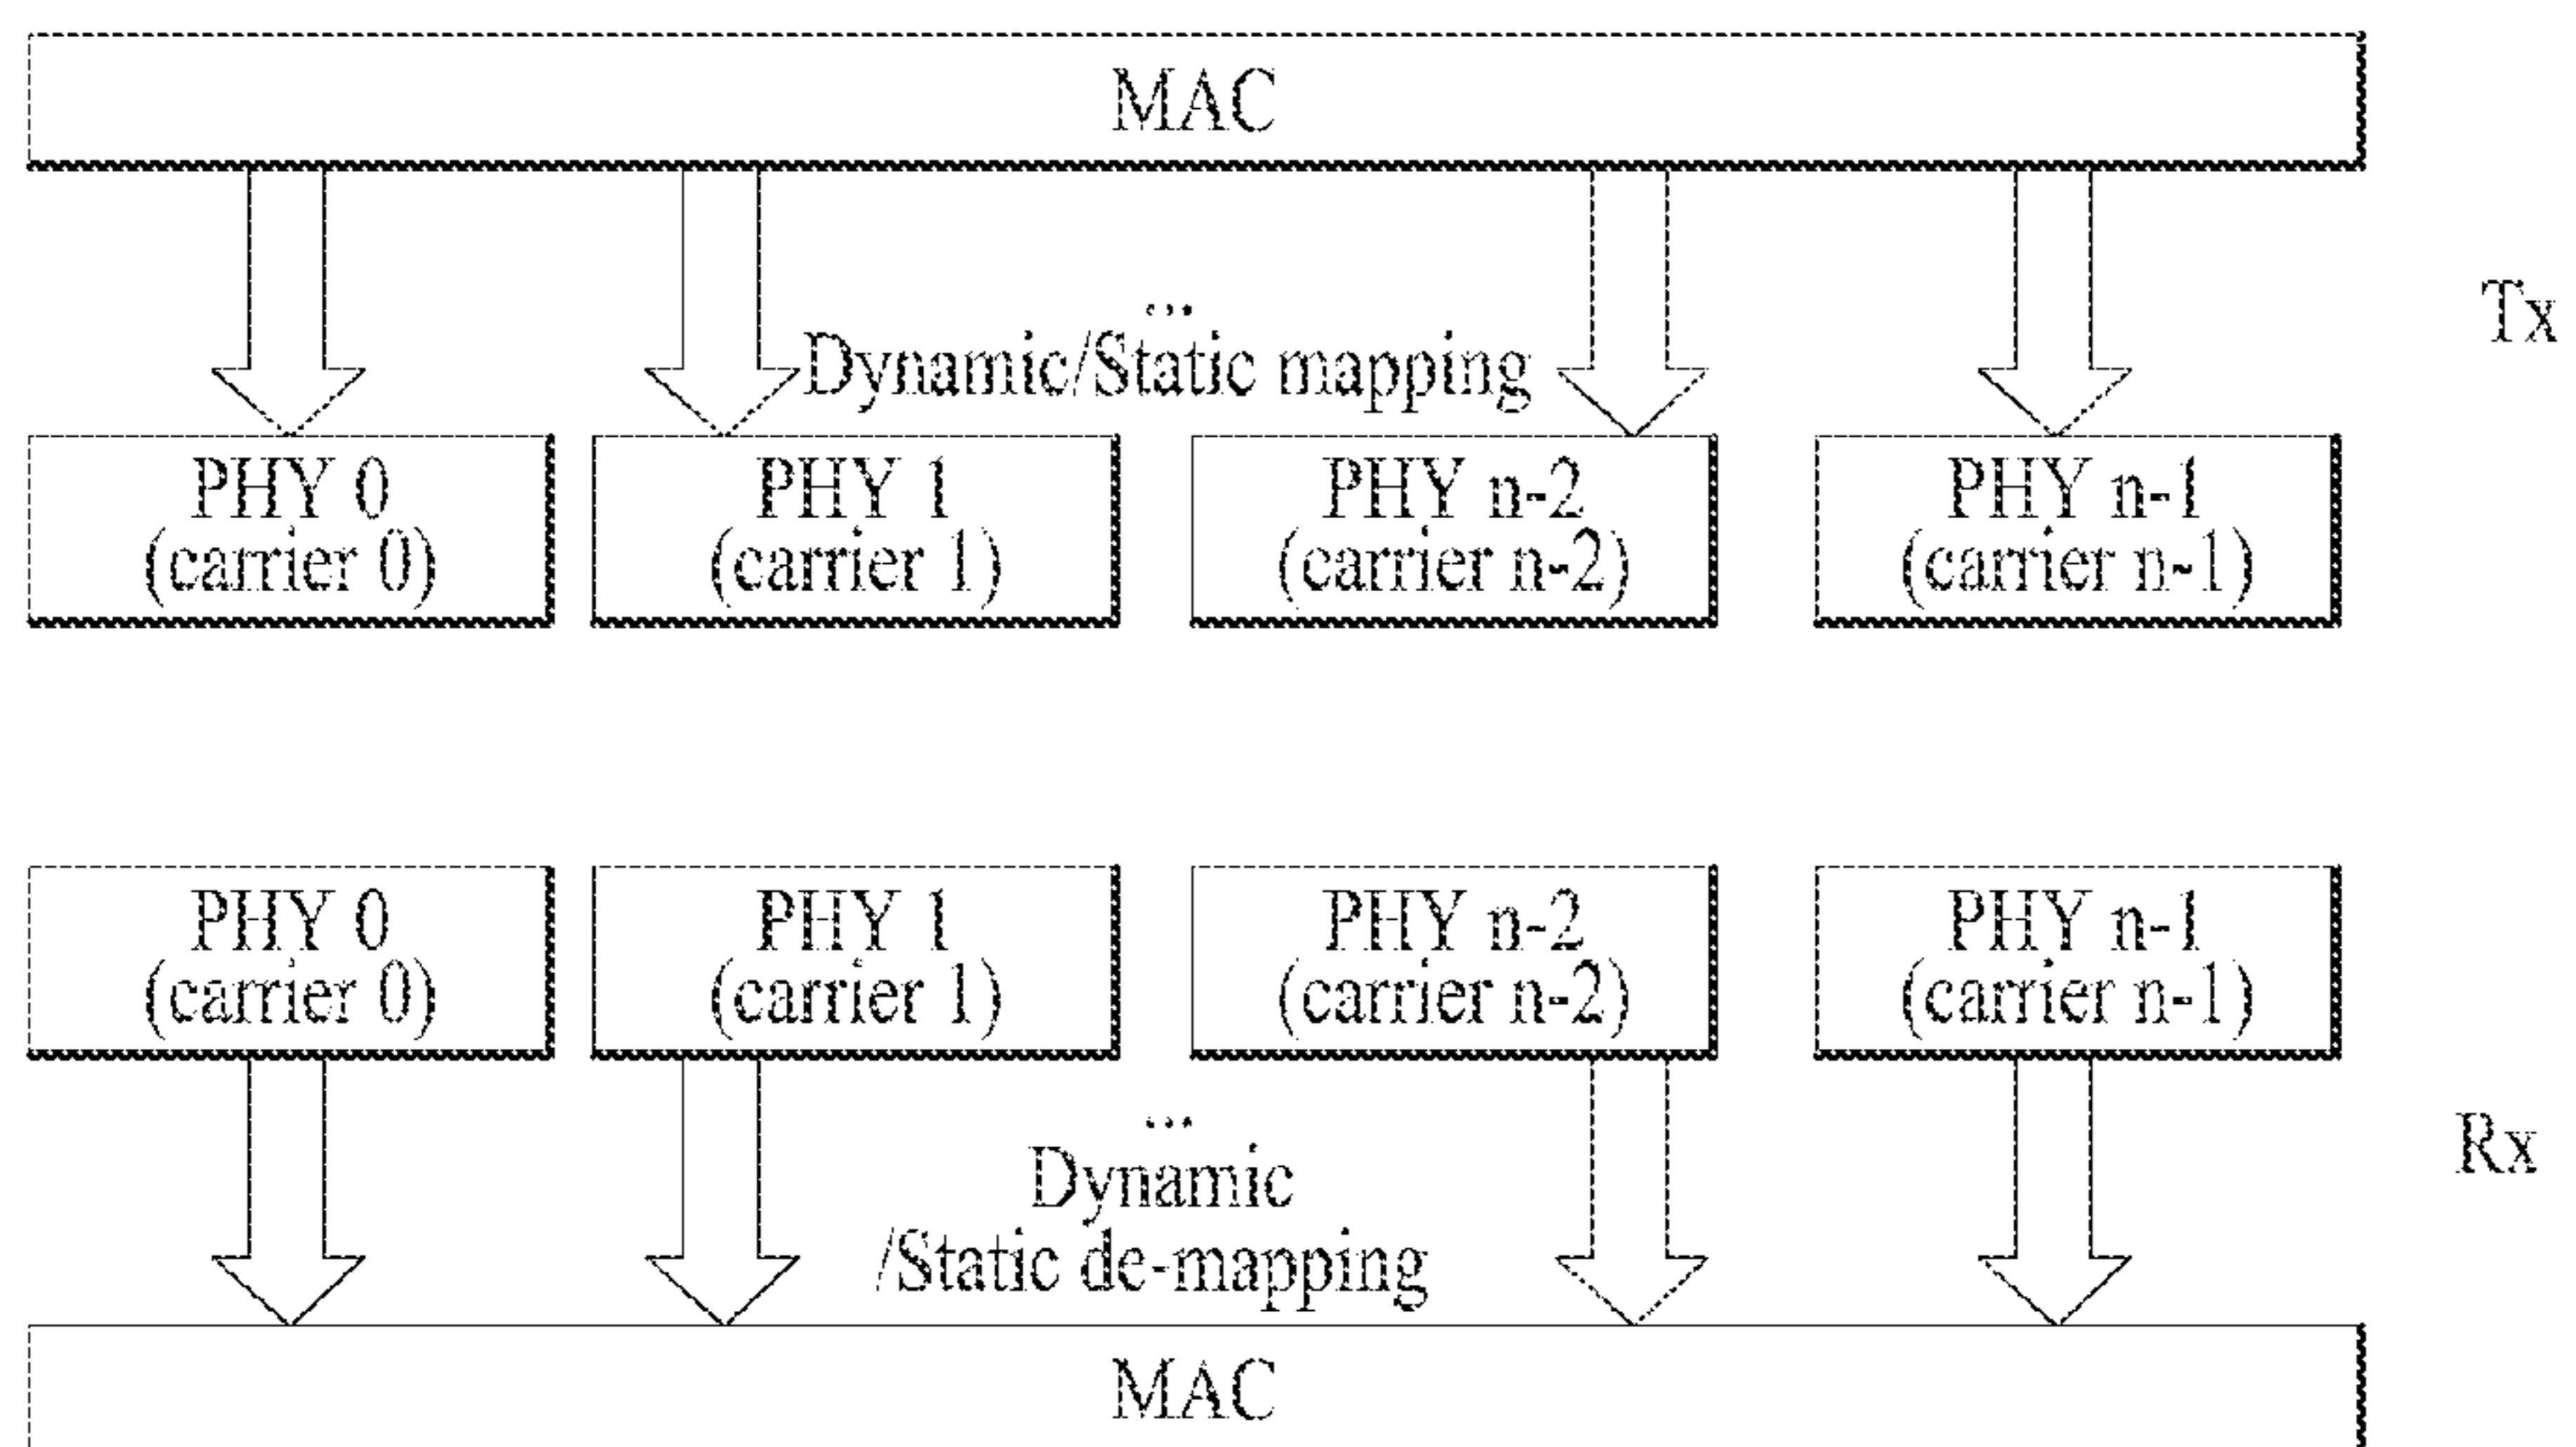 MAC
...
Dynamic/Static mapping
Tx
PHY 0
(carrier 0)
PHY 1
(carrier 1)
PHY n-2
(carrier n-2)
PHY n-1
(carrier n-1)
PHY 0
(carrier 0)
PHY 1
(carrier 1)
PHY n-2
(carrier n-2)
PHY n-1
(carrier n-1)
...
Dynamic
/Static de-mapping
Rx
MAC